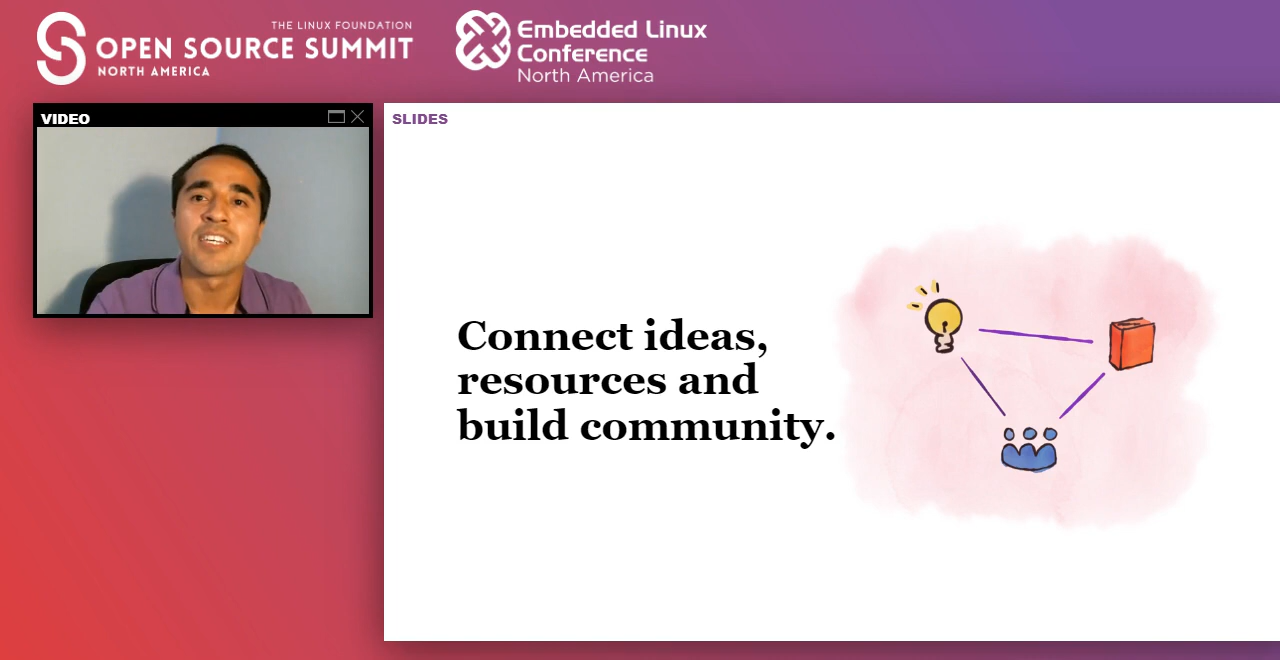 THE LINUX FOUNDATION
OPEN SOURCE SUMMIT
NORTH AMERICA
Embedded Linux
Conference
North America
VIDEO
SLIDES
Connect ideas,
resources and
build community.